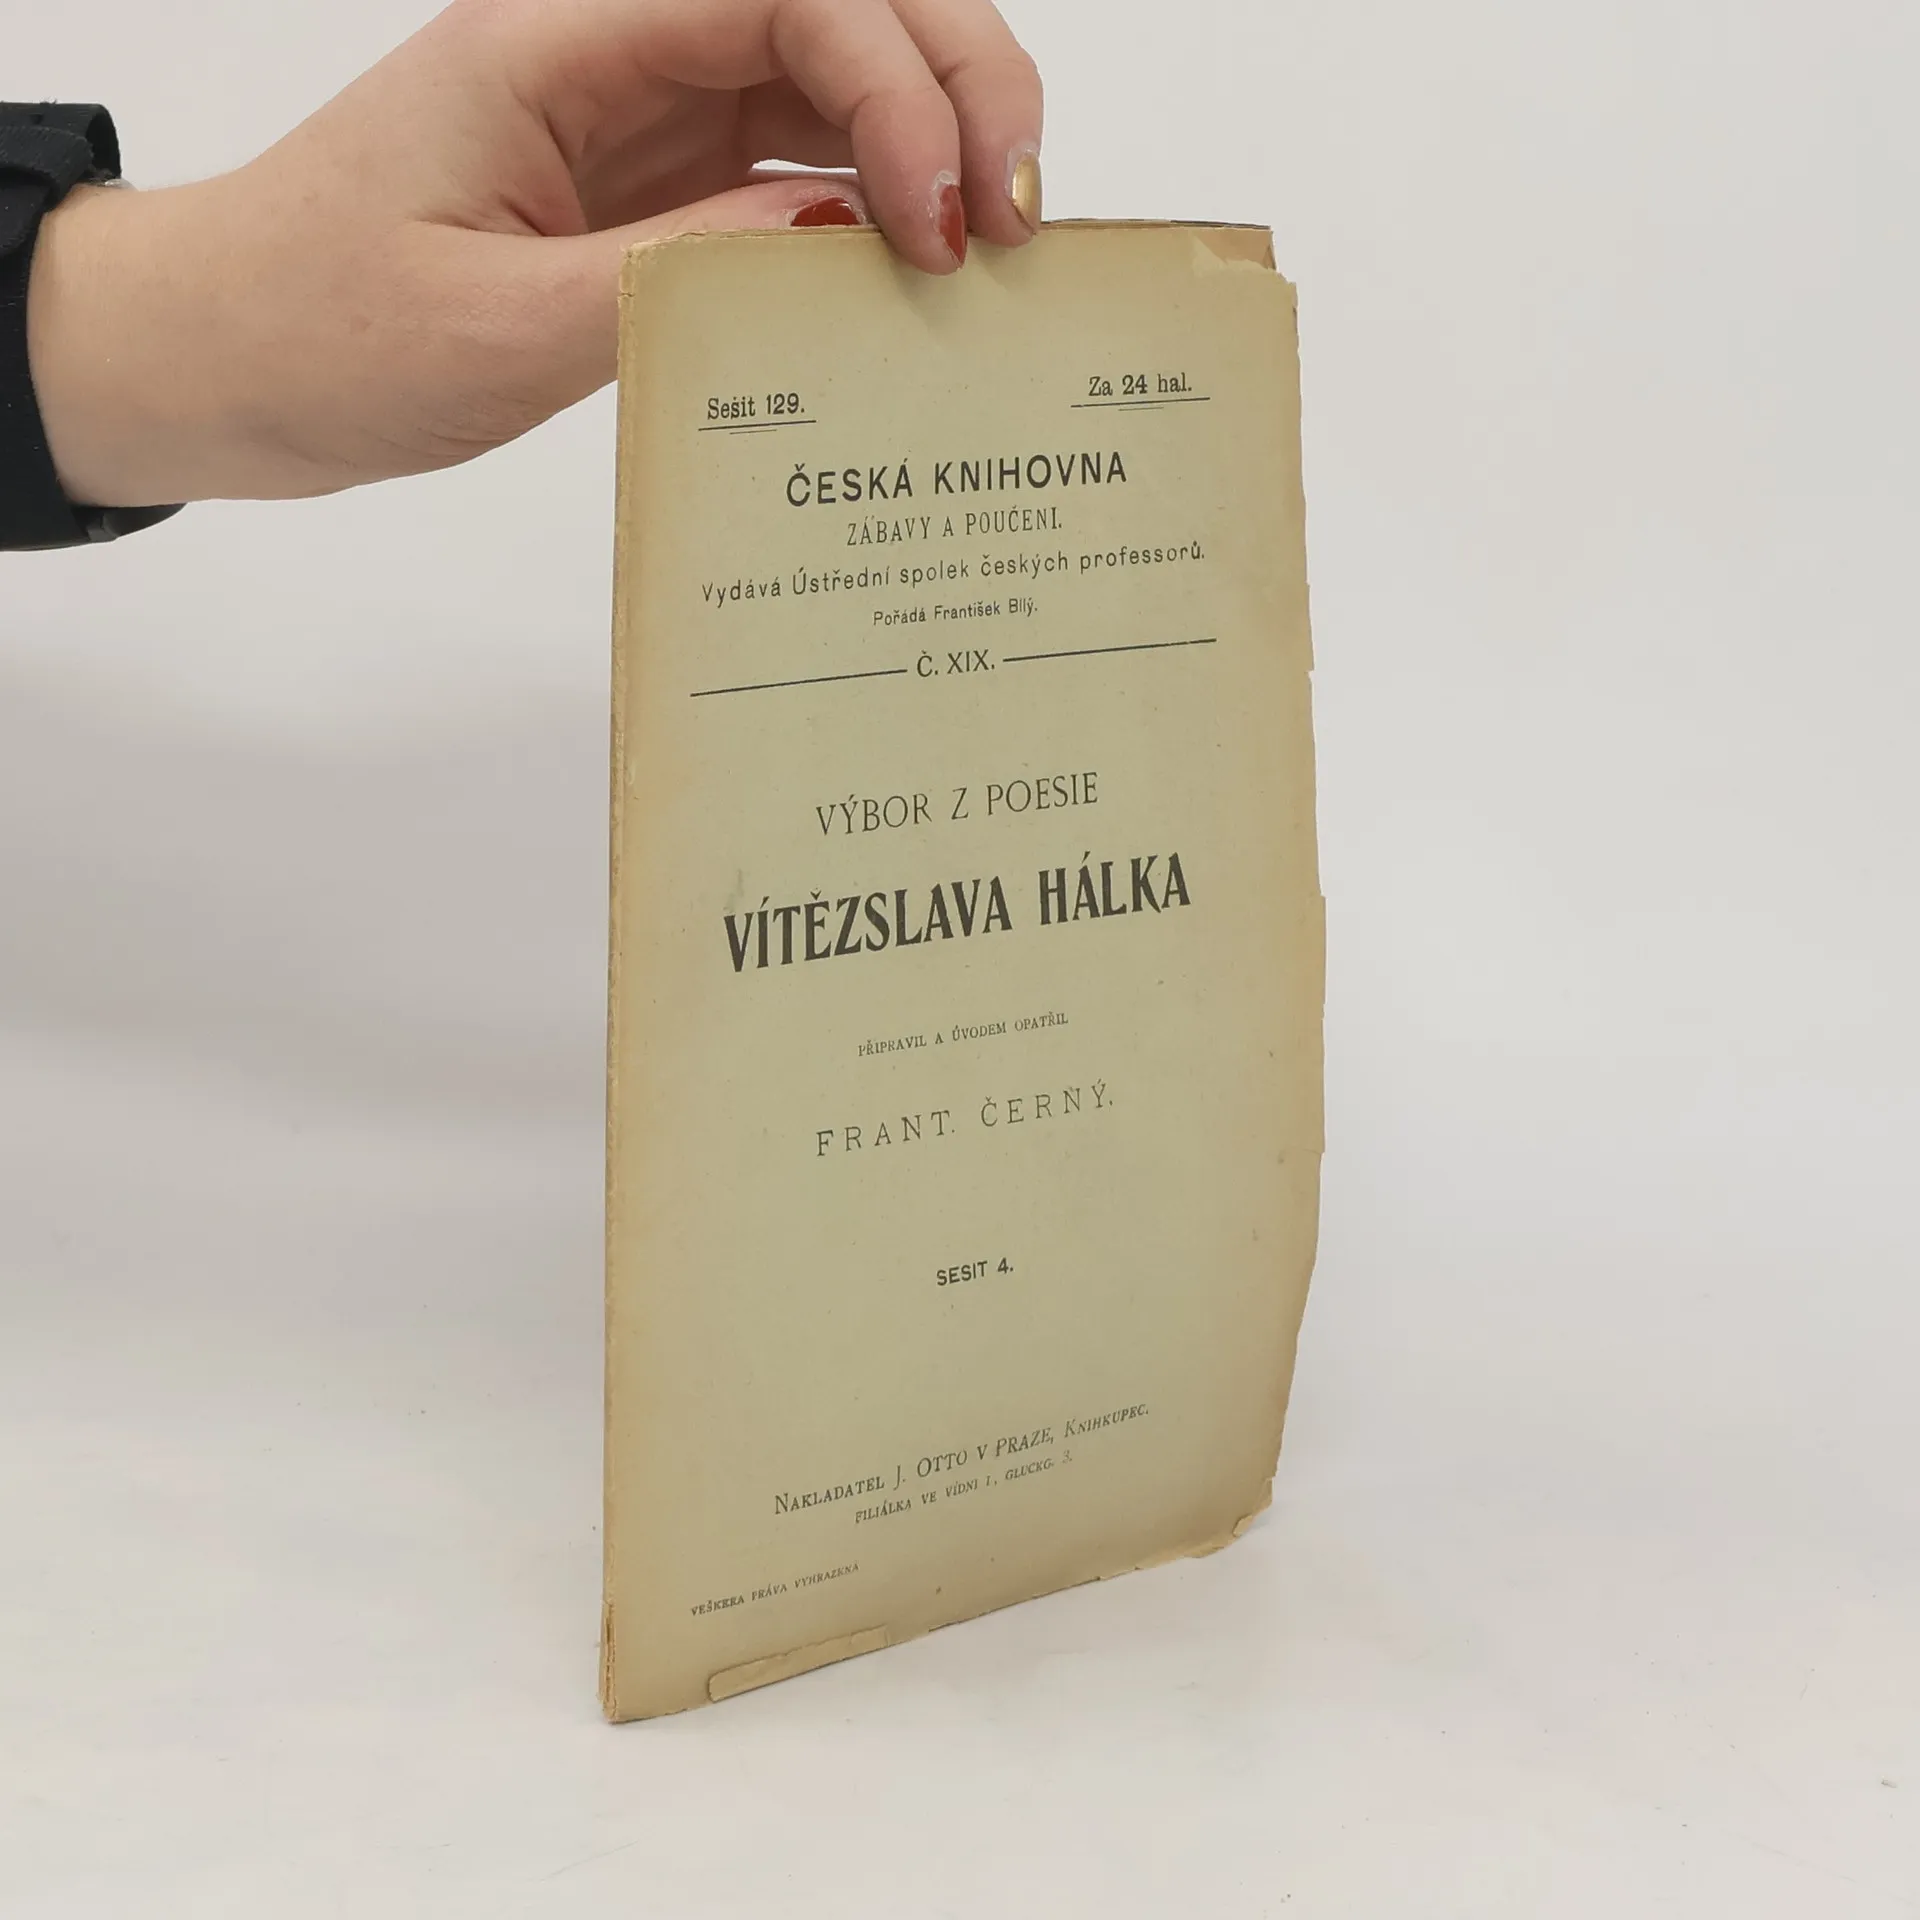 Sešit 129.
Za 24 hal.
ČESKÁ KNIHOVNA
ZÁBAVY A POUČENI.
Vydává Ústřední spolek českých professorů.
Pořádá František Bílý.
Č. XIX.
VÝBOR Z POESIE
VÍTĚZSLAVA HÁLKA
PŘIPRAVIL A ÚVODEM OPATŘIL
FRANT. ČERNÝ.
SESIT 4.
NAKLADATEL J. OTTO V PRAZE, KNIHKUPEC.
FILIÁLKA VE VÍDNI I, GLUCKG. 3.
VEŠKERA PRÁVA VYHRAZENA